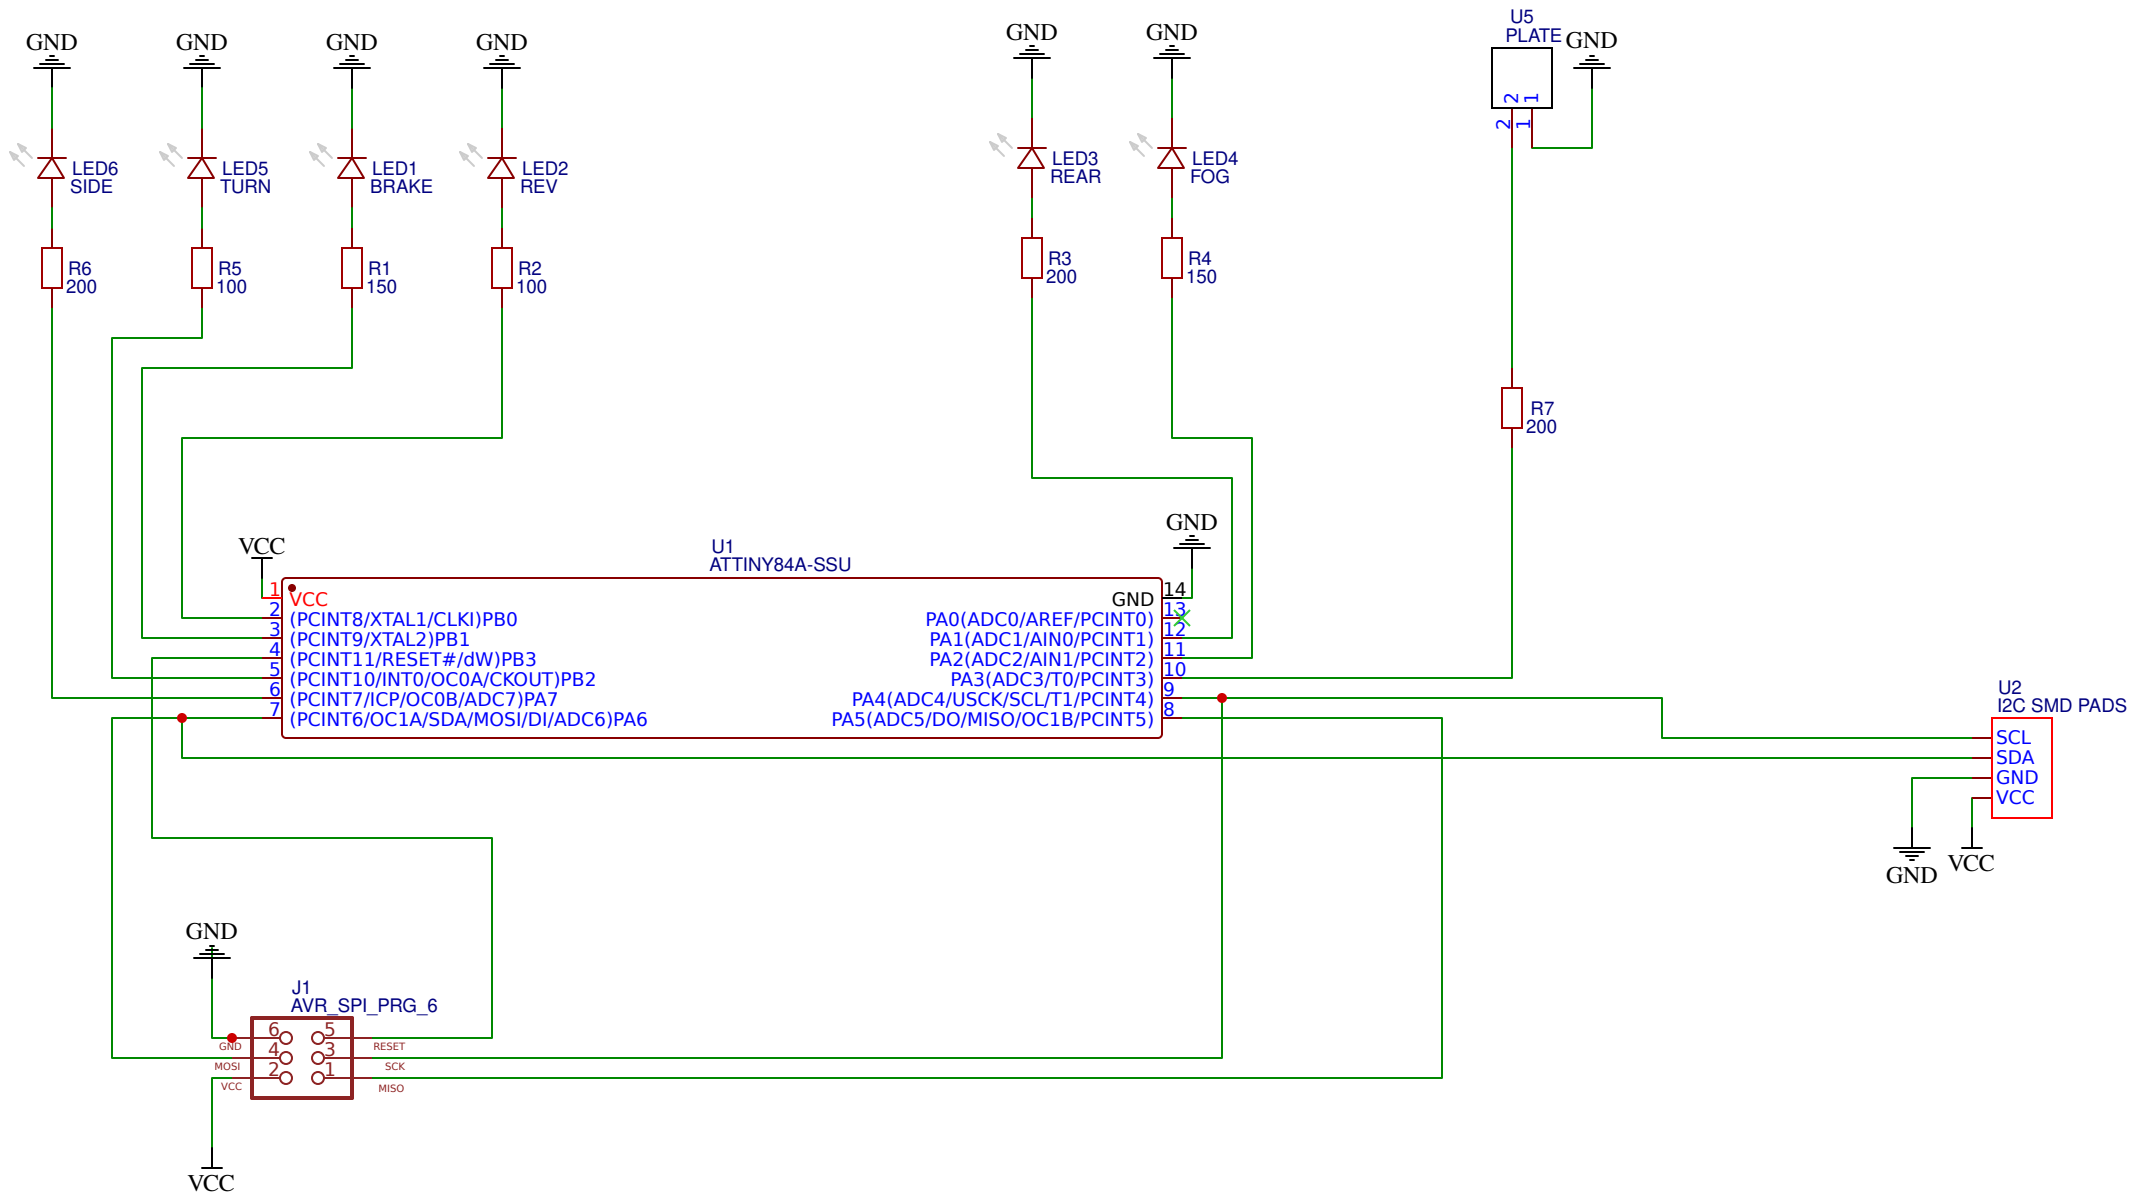 GND
GND
GND
GND
GND
GND
U5
PLATE
GND
2
1
2
1
LED6
SIDE
LED5
TURN
LED1
BRAKE
LED2
REV
LED3
REAR
LED4
FOG
R6
200
R5
100
R1
150
R2
100
R3
200
R4
150
R7
200
VCC
U1
ATTINY84A-SSU
GND
1
VCC
2
(PCINT8/XTAL1/CLKI)PB0
3
(PCINT9/XTAL2)PB1
4
(PCINT11/RESET#/dW)PB3
5
(PCINT10/INT0/OC0A/CKOUT)PB2
6
(PCINT7/ICP/OC0B/ADC7)PA7
7
(PCINT6/OC1A/SDA/MOSI/DI/ADC6)PA6
14
GND
13
PA0(ADC0/AREF/PCINT0)
12
PA1(ADC1/AIN0/PCINT1)
11
PA2(ADC2/AIN1/PCINT2)
10
PA3(ADC3/T0/PCINT3)
9
PA4(ADC4/USCK/SCL/T1/PCINT4)
8
PA5(ADC5/DO/MISO/OC1B/PCINT5)
U2
I2C SMD PADS
SCL
SDA
GND
VCC
GND
VCC
GND
J1
AVR_SPI_PRG_6
6
5
GND
RESET
4
3
MOSI
SCK
2
1
VCC
MISO
VCC